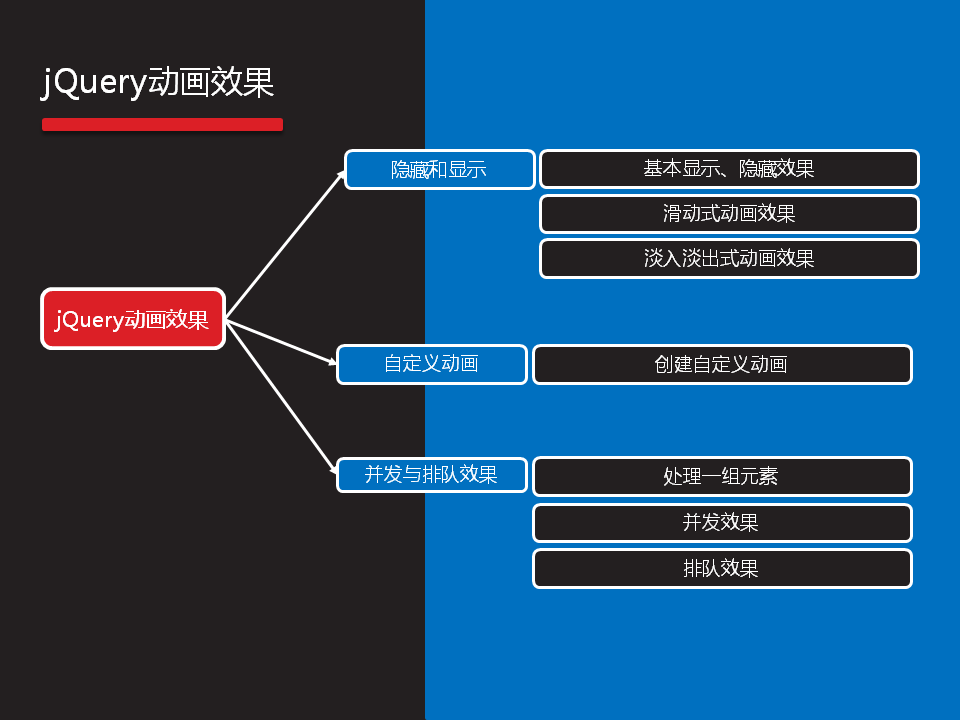 jQuery动画效果
隐藏和显示
基本显示、隐藏效果
滑动式动画效果
淡入淡出式动画效果
jQuery动画效果
自定义动画
创建自定义动画
并发与排队效果
处理一组元素
并发效果
排队效果